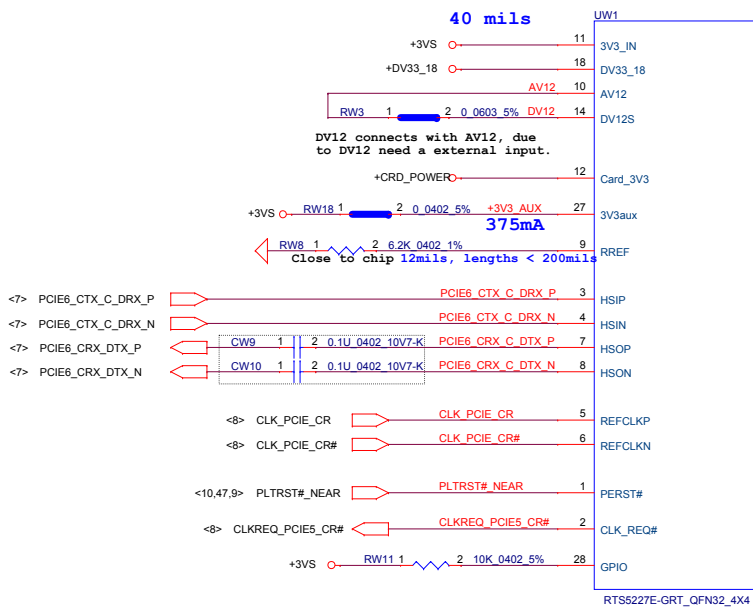 40 mils
UW1
+3VS 11 3V3_IN
+DV33_18 18 DV33_18
AV12 10 AV12
RW3 1 2 0_0603_5% DV12 14 DV12S
DV12 connects with AV12, due
to DV12 need a external input.
+CRD_POWER 12 Card_3V3
+3VS RW18 1 2 0_0402_5% +3V3_AUX 27 3V3aux
375mA
RW8 1 2 6.2K_0402_1% 9 RREF
Close to chip 12mils, lengths < 200mils
<7> PCIE6_CTX_C_DRX_P PCIE6_CTX_C_DRX_P 3 HSIP
<7> PCIE6_CTX_C_DRX_N PCIE6_CTX_C_DRX_N 4 HSIN
<7> PCIE6_CRX_DTX_P CW9 1 2 0.1U_0402_10V7-K PCIE6_CRX_C_DTX_P 7 HSOP
<7> PCIE6_CRX_DTX_N CW10 1 2 0.1U_0402_10V7-K PCIE6_CRX_C_DTX_N 8 HSON
<8> CLK_PCIE_CR CLK_PCIE_CR 5 REFCLKP
<8> CLK_PCIE_CR# CLK_PCIE_CR# 6 REFCLKN
<10,47,9> PLTRST#_NEAR PLTRST#_NEAR 1 PERST#
<8> CLKREQ_PCIE5_CR# CLKREQ_PCIE5_CR# 2 CLK_REQ#
+3VS RW11 1 2 10K_0402_5% 28 GPIO
RTS5227E-GRT_QFN32_4X4